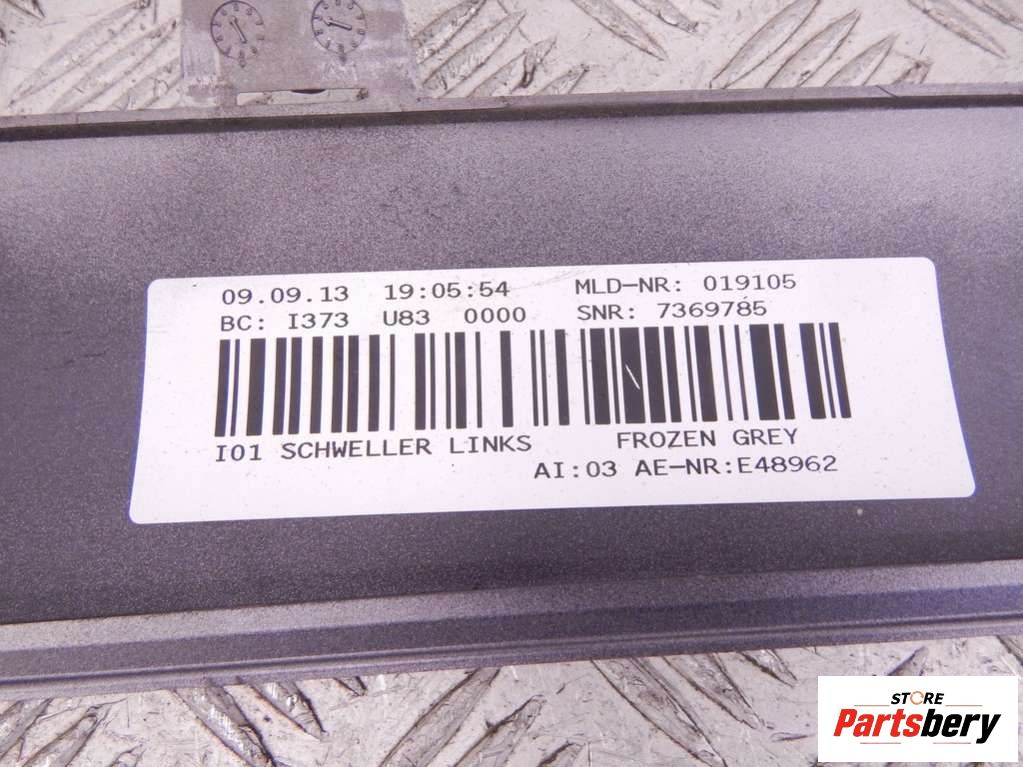 09.09.13 19:05:54 MLD-NR: 019105
BC: I373 U83 0000 SNR: 7369785
I01 SCHWELLER LINKS FROZEN GREY
AI:03 AE-NR:E48962
STORE
Partsbery